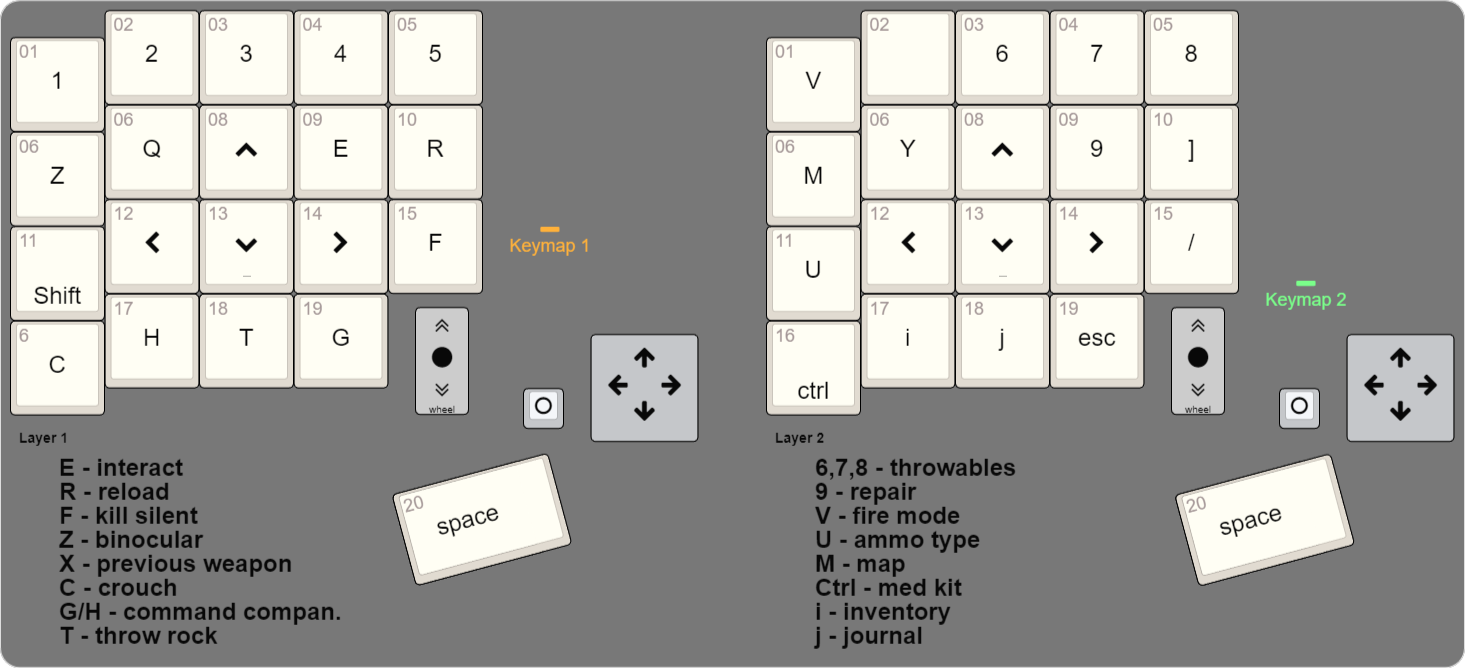 02 03 04 05
01 2 3 4 5
1
06 08 09 10
06 Q ^ E R
Z
12 13 14 15
11 < ⌄ > F
_
Shift
17 18 19
6 H T G
C
wheel
O
↑
← →
↓
Keymap 1
Layer 1
E - interact
R - reload
F - kill silent
Z - binocular
X - previous weapon
C - crouch
G/H - command compan.
T - throw rock
20
space
02 03 04 05
01 6 7 8
V
06 08 09 10
06 Y ^ 9 ]
M
12 13 14 15
11 < ⌄ > /
_
U
17 18 19
16 i j esc
ctrl
wheel
O
↑
← →
↓
Keymap 2
Layer 2
6,7,8 - throwables
9 - repair
V - fire mode
U - ammo type
M - map
Ctrl - med kit
i - inventory
j - journal
20
space